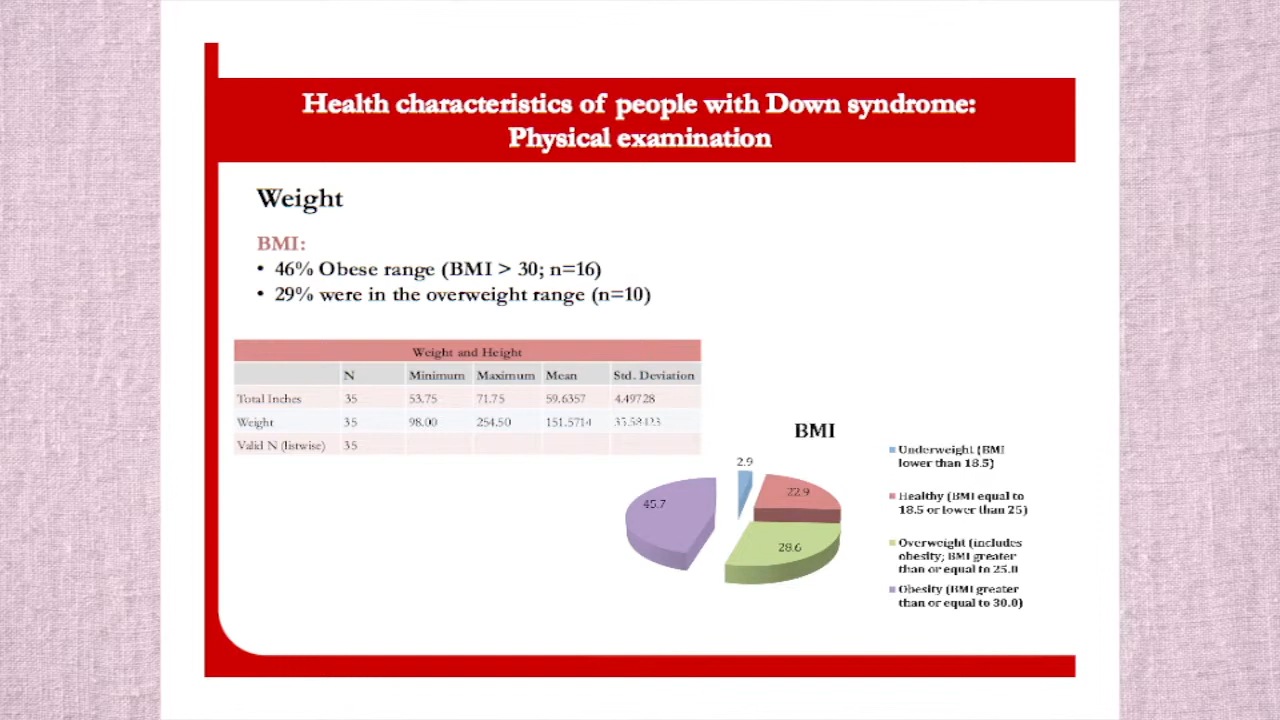 Health characteristics of people with Down syndrome:
Physical examination
Weight
BMI:
• 46% Obese range (BMI > 30; n=16)
• 29% were in the overweight range (n=10)
Weight and Height
N Minimum Maximum Mean Std. Deviation
Total Inches 35 53.75 71.75 59.6357 4.49728
Weight 35 98.00 254.50 151.5714
Valid N (listwise) 35
BMI
2.9
22.9
28.6
45.7
Underweight (BMI
lower than 18.5)
Healthy (BMI equal to
18.5 or lower than 25)
Overweight (includes
obesity; BMI greater
than or equal to 25.0
Obesity (BMI greater
than or equal to 30.0)